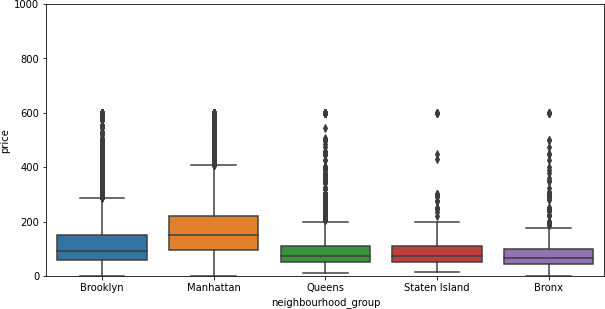 1000
800
600
400
200
0
price
Brooklyn Manhattan Queens Staten Island Bronx
neighbourhood_group